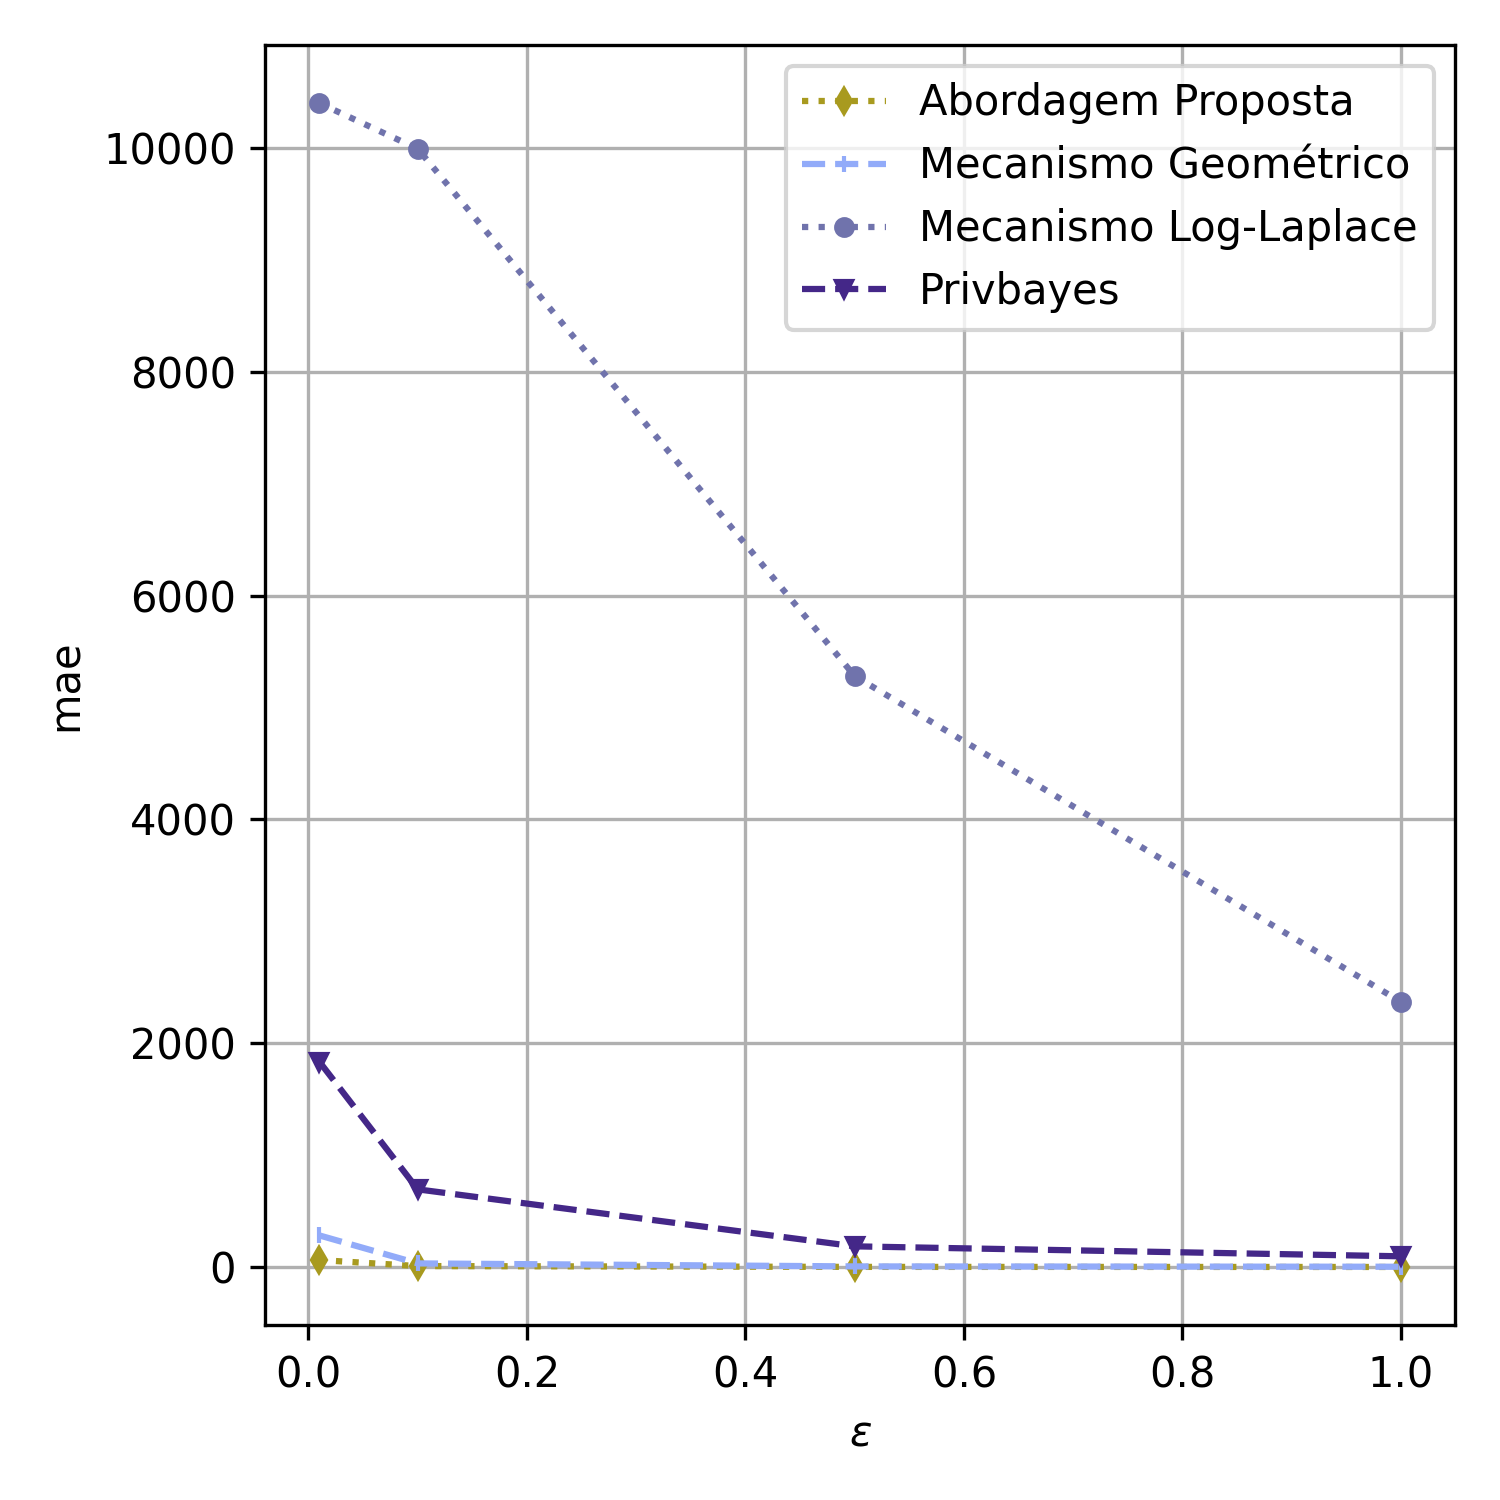 Abordagem Proposta
Mecanismo Geométrico
Mecanismo Log-Laplace
Privbayes
10000
8000
6000
4000
2000
0
mae
0.0 0.2 0.4 0.6 0.8 1.0
ε